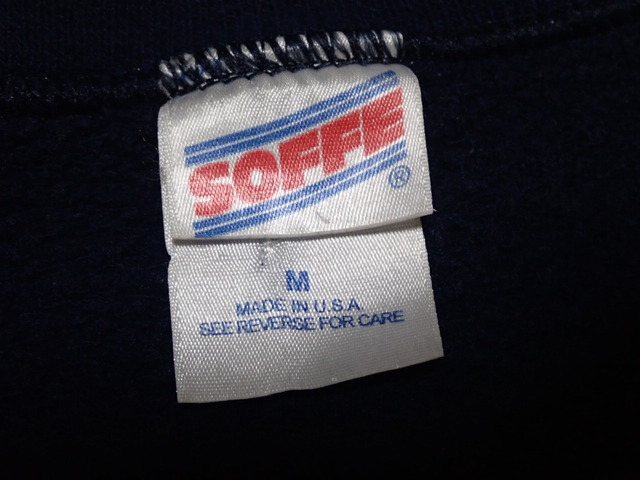 SOFFE
®
M
MADE IN U.S.A.
SEE REVERSE FOR CARE